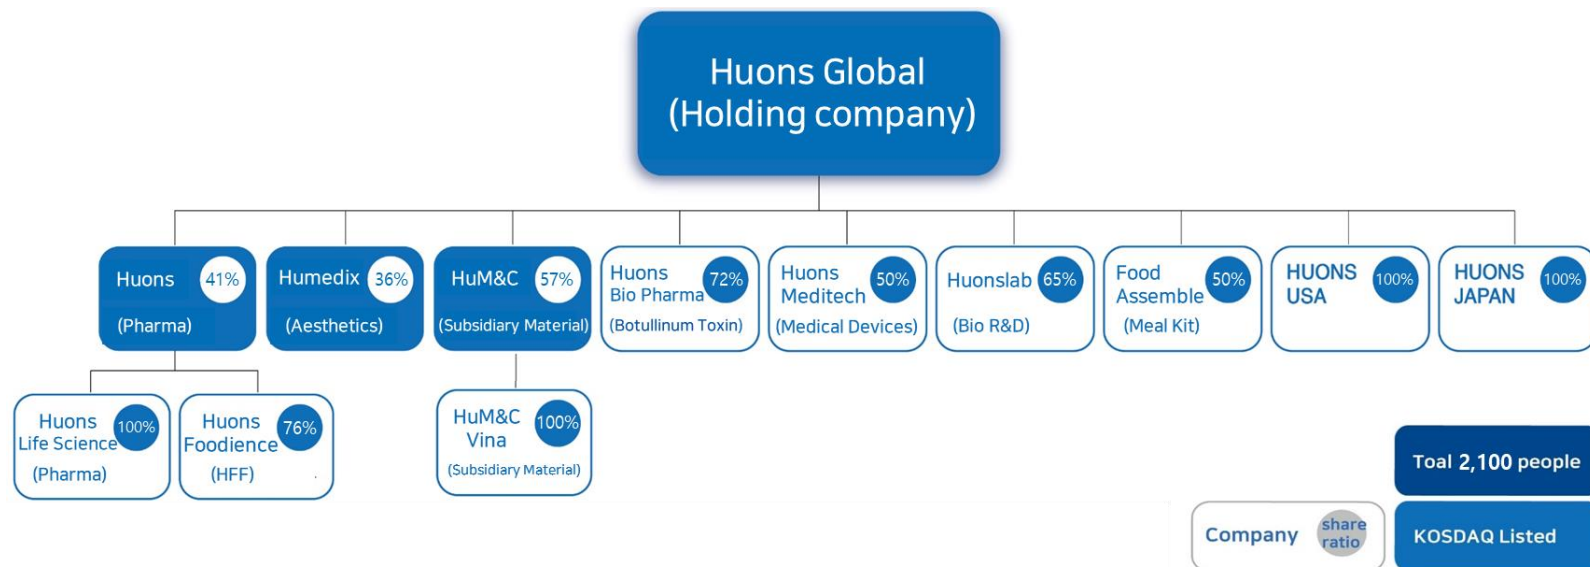 Huons Global
(Holding company)
Huons 41%
(Pharma)
Humedix 36%
(Aesthetics)
HuM&C 57%
(Subsidiary Material)
Huons
Bio Pharma 72%
(Botullinum Toxin)
Huons
Meditech 50%
(Medical Devices)
Huonslab 65%
(Bio R&D)
Food
Assemble 50%
(Meal Kit)
HUONS
USA 100%
HUONS
JAPAN 100%
Huons
Life Science 100%
(Pharma)
Huons
Foodience 76%
(HFF)
HuM&C
Vina 100%
(Subsidiary Material)
Toal 2,100 people
Company share
ratio
KOSDAQ Listed